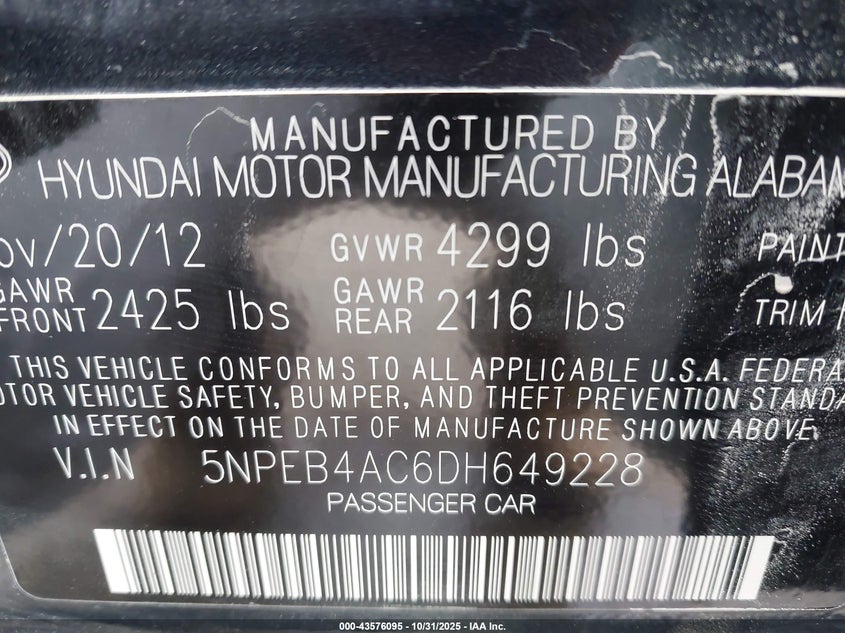 MANUFACTURED BY
HYUNDAI MOTOR MANUFACTURING ALABAM
ov/20/12 GVWR 4299 lbs PAINT
GAWR FRONT 2425 lbs GAWR REAR 2116 lbs TRIM
THIS VEHICLE CONFORMS TO ALL APPLICABLE U.S.A. FEDERA
OTOR VEHICLE SAFETY, BUMPER, AND THEFT PREVENTION STANDA
IN EFFECT ON THE DATE OF MANUFACTURE SHOWN ABOVE.
V.I.N 5NPEB4AC6DH649228
PASSENGER CAR
000-43576095 - 10/31/2025 - IAA Inc.